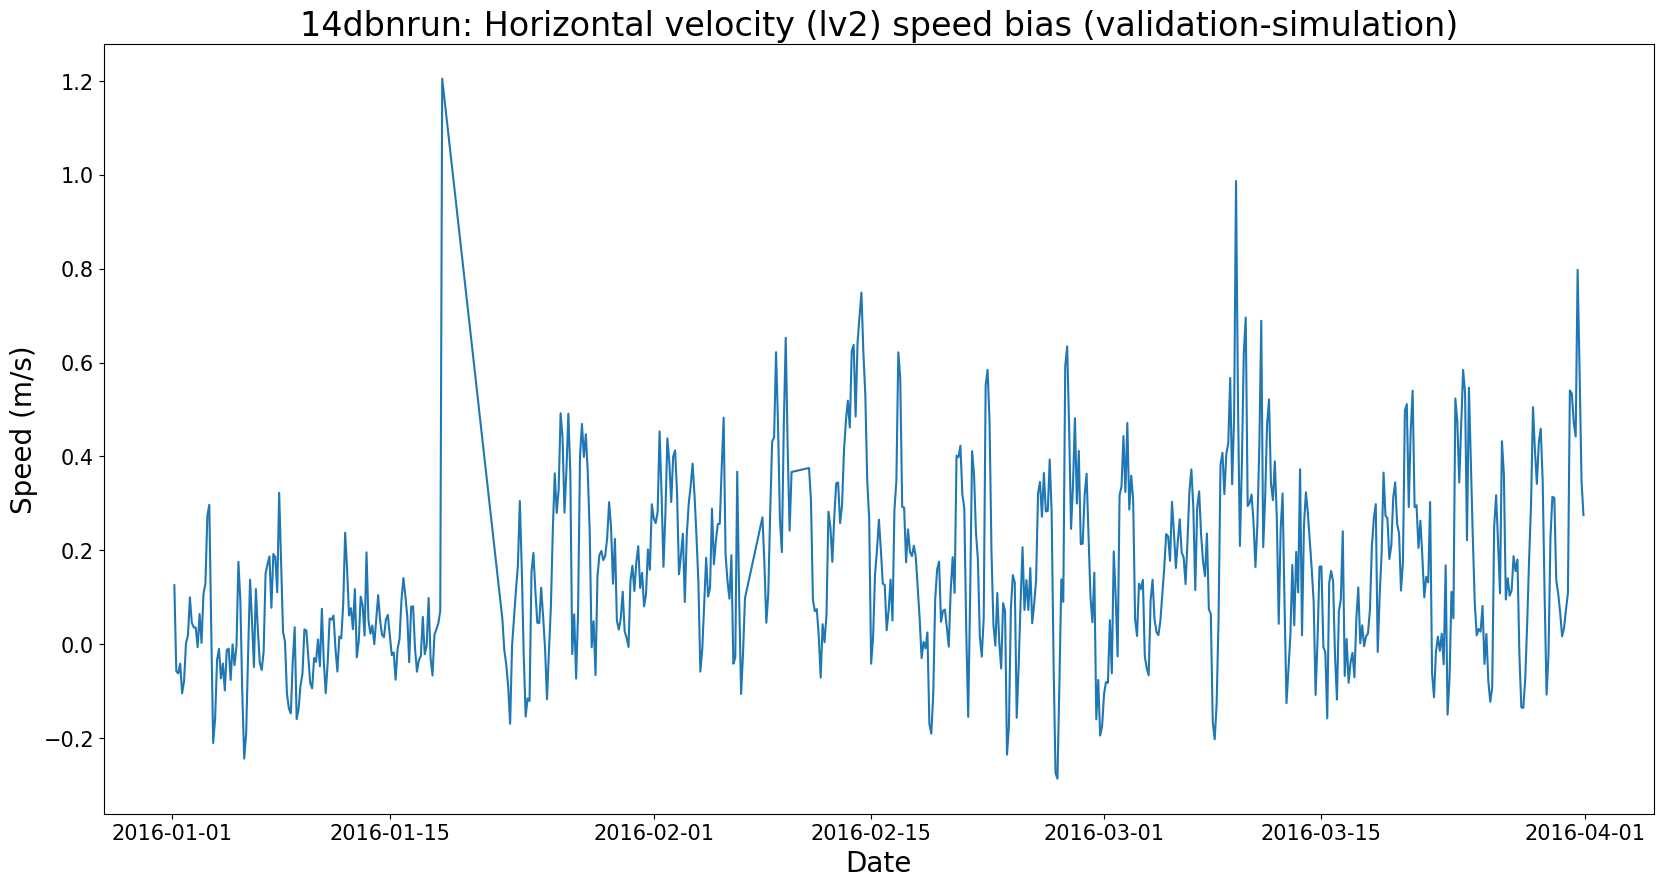 14dbnrun: Horizontal velocity (lv2) speed bias (validation-simulation)
Speed (m/s)
1.2
1.0
0.8
0.6
0.4
0.2
0.0
−0.2
2016-01-01 2016-01-15 2016-02-01 2016-02-15 2016-03-01 2016-03-15 2016-04-01
Date